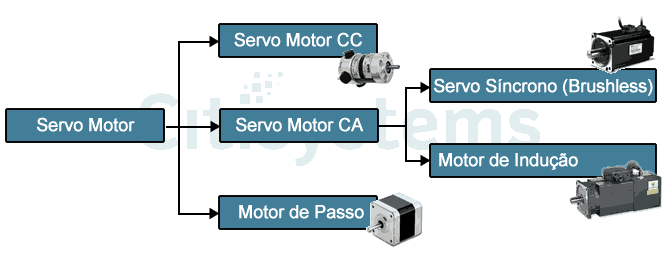 Servo Motor
Servo Motor CC
Servo Motor CA
Motor de Passo
Servo Síncrono (Brushless)
Motor de Indução
Citisystems